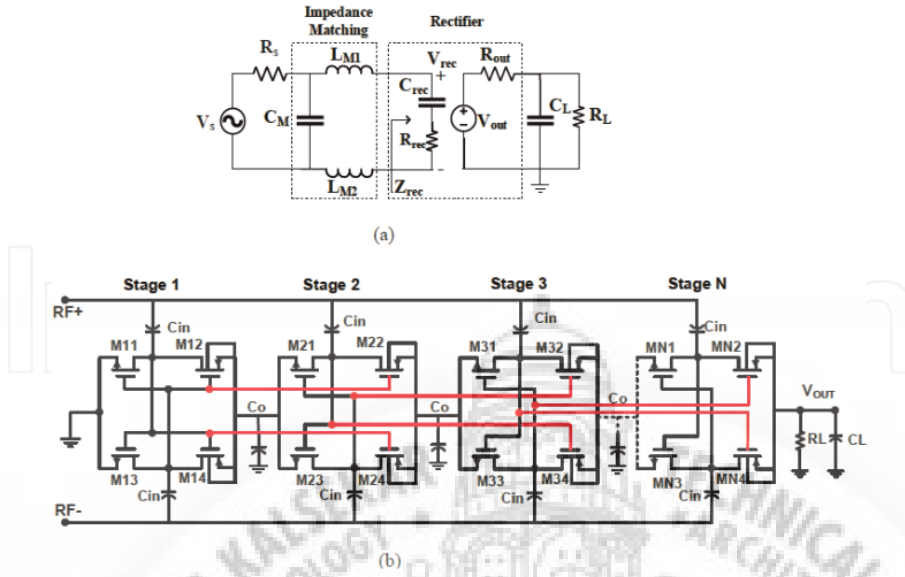 Impedance Matching
Rectifier
Rs
LM1
Vrec
+
Rout
Crec
Vs
CM
+
-
Vout
CL
RL
Rrec
-
LM2
Zrec
(a)
Stage 1 Stage 2 Stage 3 Stage N
RF+
Cin Cin Cin Cin
M11 M12 M21 M22 M31 M32 MN1 MN2
Co Co Co VOUT
RL CL
M13 M14 M23 M24 M33 M34 MN3 MN4
Cin Cin Cin Cin
RF-
(b)